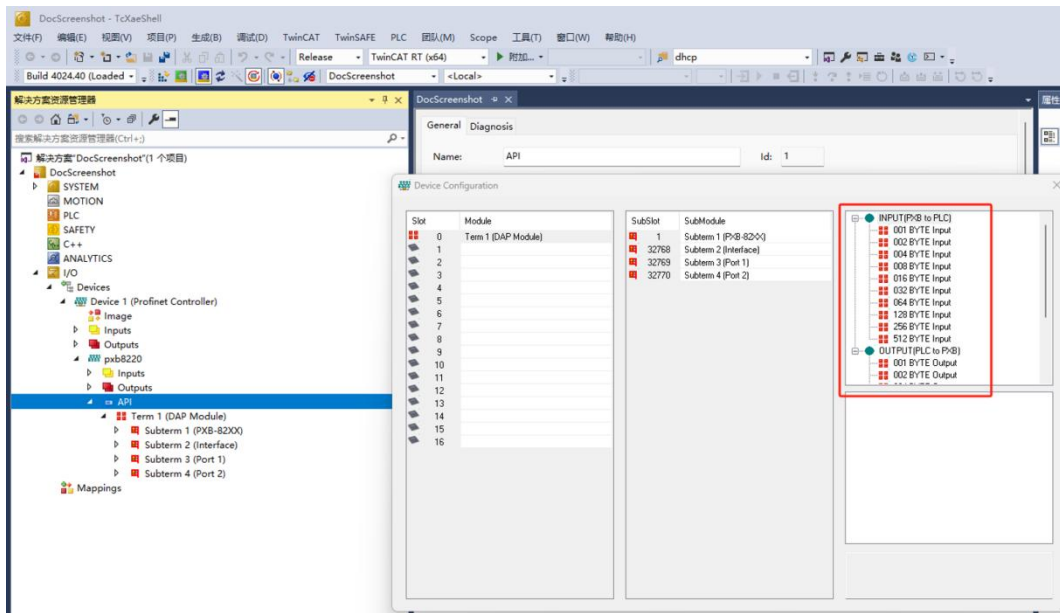 DocScreenshot - TcXaeShell
文件(F) 编辑(E) 视图(V) 项目(P) 生成(B) 调试(D) TwinCAT TwinSAFE PLC 团队(M) Scope 工具(T) 窗口(W) 帮助(H)
Release TwinCAT RT (x64) 附加... dhcp
Build 4024.40 (Loaded DocScreenshot <Local>
解决方案资源管理器
搜索解决方案资源管理器(Ctrl+;)
解决方案"DocScreenshot"(1 个项目)
DocScreenshot
SYSTEM
MOTION
PLC
SAFETY
C++
ANALYTICS
I/O
Devices
Device 1 (Profinet Controller)
Image
Inputs
Outputs
pxb8220
Inputs
Outputs
API
Term 1 (DAP Module)
Subterm 1 (PXB-82XX)
Subterm 2 (Interface)
Subterm 3 (Port 1)
Subterm 4 (Port 2)
Mappings
DocScreenshot
属性
General Diagnosis
Name: API Id: 1
Device Configuration
Slot Module
0 Term 1 (DAP Module)
1
2
3
4
5
6
7
8
9
10
11
12
13
14
15
16
SubSlot SubModule
1 Subterm 1 (PXB-82XX)
32768 Subterm 2 (Interface)
32769 Subterm 3 (Port 1)
32770 Subterm 4 (Port 2)
INPUT(PXB to PLC)
001 BYTE Input
002 BYTE Input
004 BYTE Input
008 BYTE Input
016 BYTE Input
032 BYTE Input
064 BYTE Input
128 BYTE Input
256 BYTE Input
512 BYTE Input
OUTPUT(PLC to PXB)
001 BYTE Output
002 BYTE Output